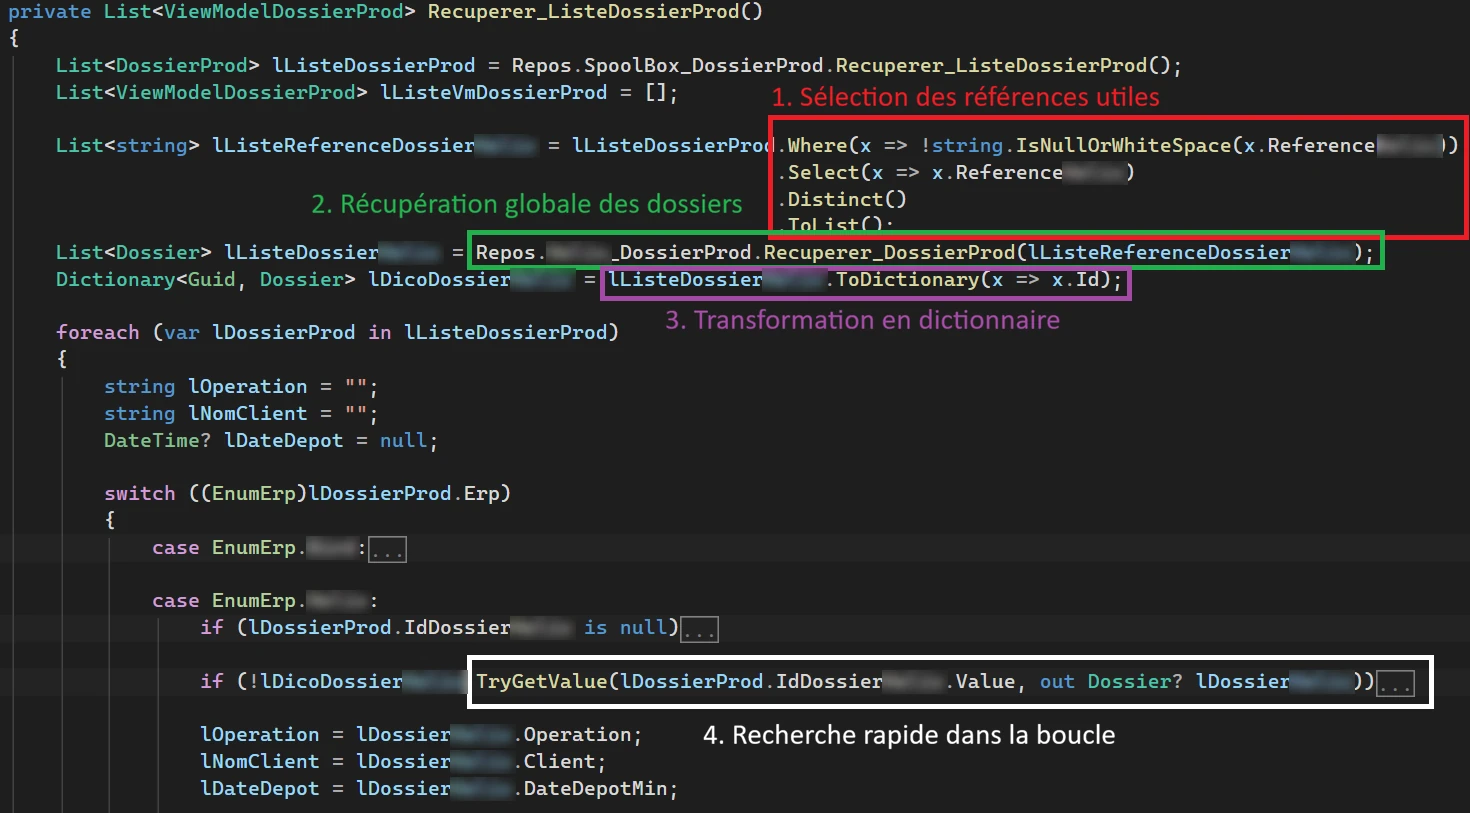 private List<ViewModelDossierProd> Recuperer_ListeDossierProd()
{
List<DossierProd> lListeDossierProd = Repos.SpoolBox_DossierProd.Recuperer_ListeDossierProd();
List<ViewModelDossierProd> lListeVmDossierProd = [];
1. Sélection des références utiles
List<string> lListeReferenceDossier = lListeDossierProd.Where(x => !string.IsNullOrWhiteSpace(x.Reference))
.Select(x => x.Reference)
.Distinct()
.ToList();
2. Récupération globale des dossiers
List<Dossier> lListeDossier = Repos._DossierProd.Recuperer_DossierProd(lListeReferenceDossier);
Dictionary<Guid, Dossier> lDicoDossier = lListeDossier.ToDictionary(x => x.Id);
3. Transformation en dictionnaire
foreach (var lDossierProd in lListeDossierProd)
{
string lOperation = "";
string lNomClient = "";
DateTime? lDateDepot = null;
switch ((EnumErp)lDossierProd.Erp)
{
case EnumErp.:...
case EnumErp.:
if (lDossierProd.IdDossier is null)...
if (!lDicoDossier TryGetValue(lDossierProd.IdDossier.Value, out Dossier? lDossier))...
4. Recherche rapide dans la boucle
lOperation = lDossier.Operation;
lNomClient = lDossier.Client;
lDateDepot = lDossier.DateDepotMin;